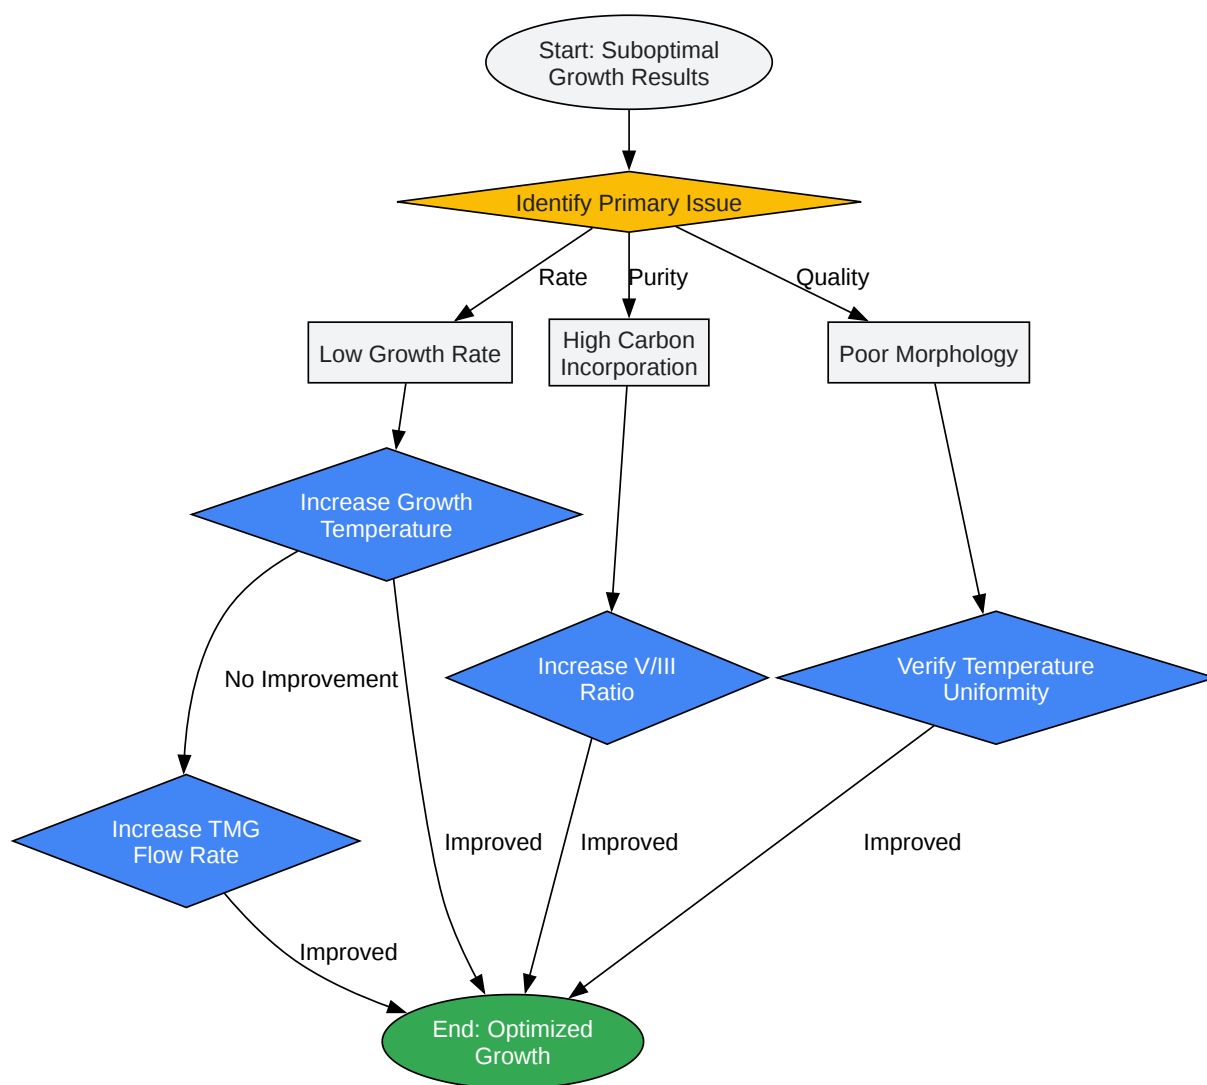 Start: Suboptimal
Growth Results
Identify Primary Issue
Rate
Purity
Quality
Low Growth Rate
High Carbon
Incorporation
Poor Morphology
Increase Growth
Temperature
No Improvement
Increase V/III
Ratio
Verify Temperature
Uniformity
Increase TMG
Flow Rate
Improved
Improved
Improved
Improved
End: Optimized
Growth